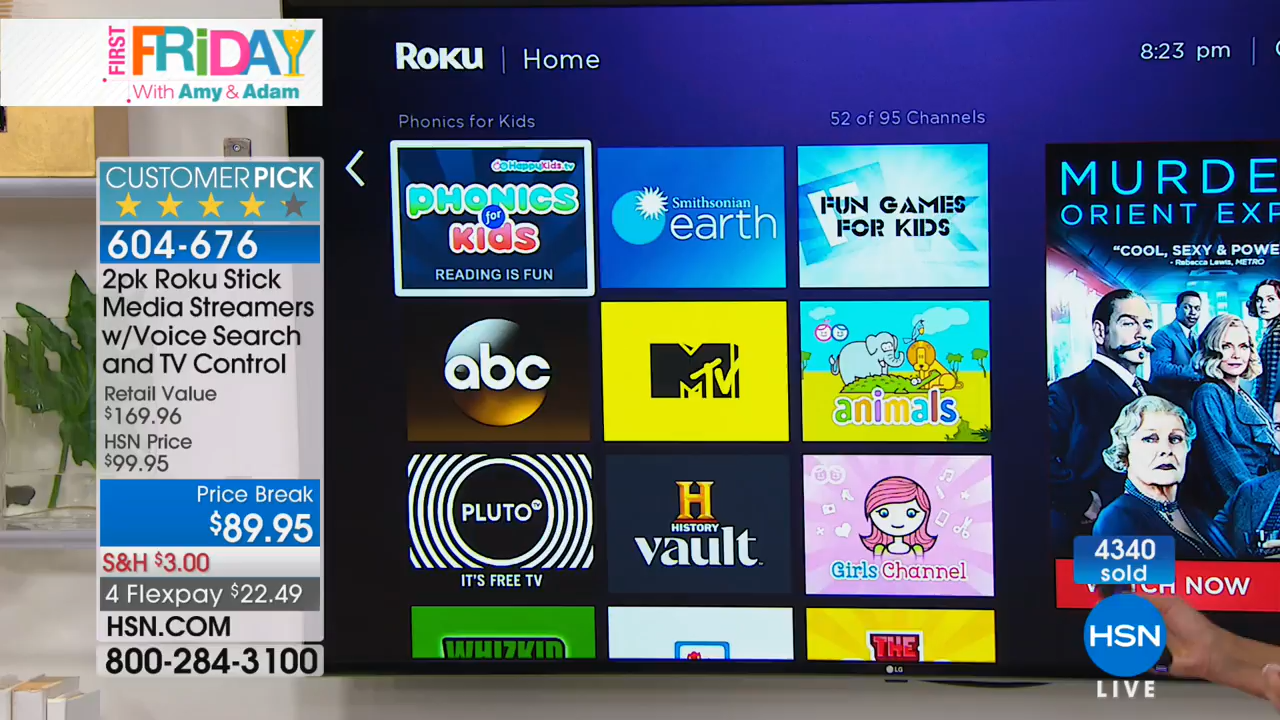 FIRST
FRiDAY
With Amy & Adam
CUSTOMER PICK
604-676
2pk Roku Stick
Media Streamers
w/Voice Search
and TV Control
Retail Value
$169.96
HSN Price
$99.95
Price Break
$89.95
S&H $3.00
4 Flexpay $22.49
HSN.COM
800-284-3100
Roku | Home
8:23 pm |
Phonics for Kids
52 of 95 Channels
HappyKids.tv
PHONICS
for
KIDS
READING IS FUN
Smithsonian
earth
FUN GAMES
FOR KIDS
abc
MTV
animals
PLUTO tv
IT'S FREE TV
H
HISTORY
vault
Girls Channel
WHIZKID
THE
MURDE
ORIENT EXP
"COOL, SEXY & POWE
- Rebecca Lewis, METRO
NOW
4340
sold
HSN
LIVE
LG